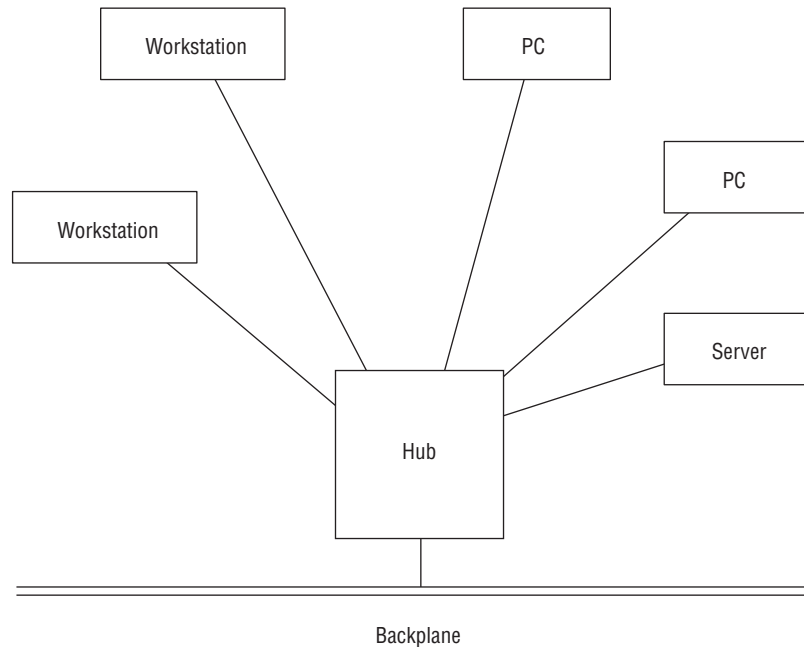 Workstation
PC
PC
Workstation
Server
Hub
Backplane